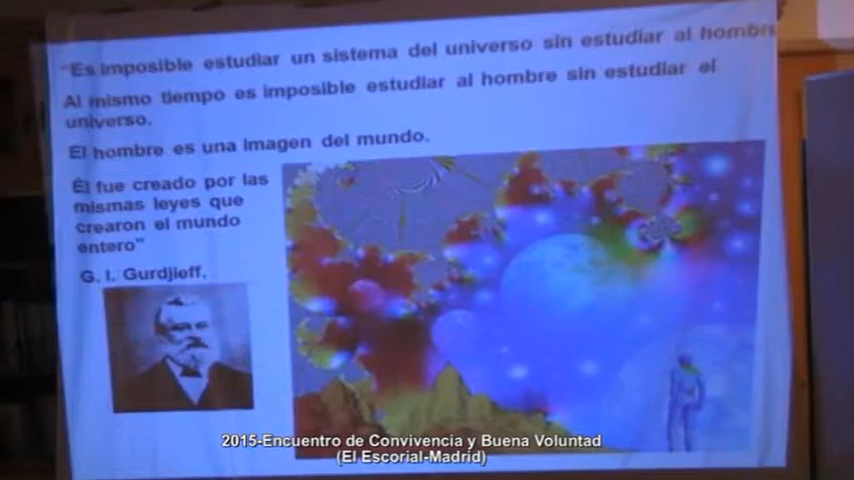 "Es imposible estudiar un sistema del universo sin estudiar al hombre
Al mismo tiempo es imposible estudiar al hombre sin estudiar el
universo.
El hombre es una imagen del mundo.
Él fue creado por las
mismas leyes que
crearon el mundo
entero"
G. I. Gurdjieff,
2015-Encuentro de Convivencia y Buena Voluntad
(El Escorial-Madrid)